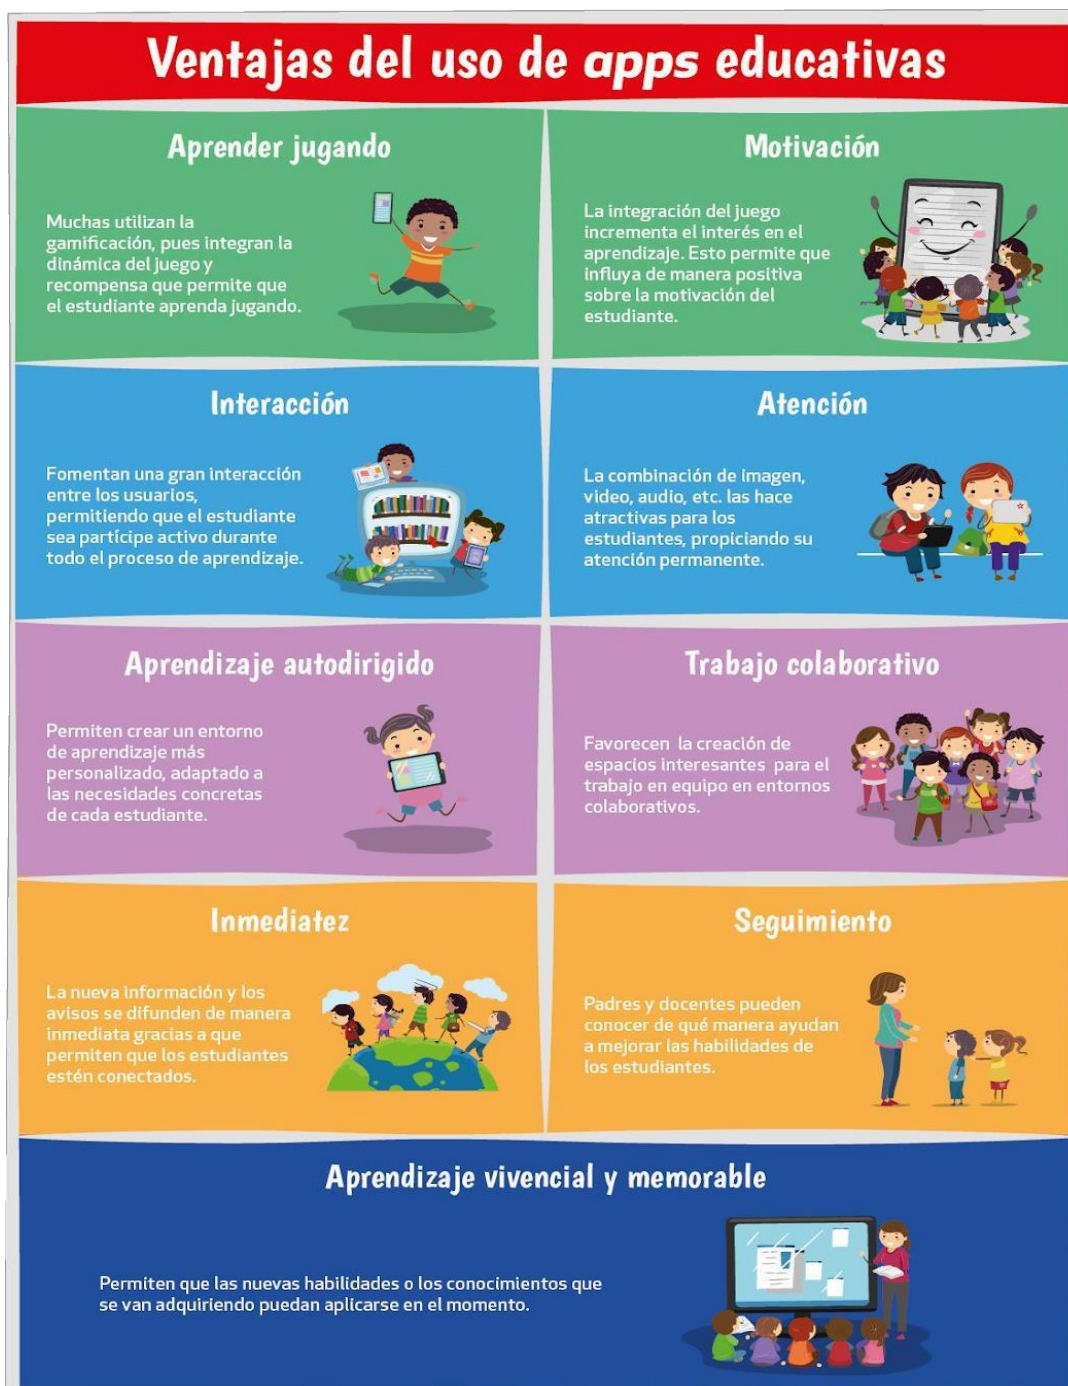 Ventajas del uso de apps educativas
Aprender jugando
Muchas utilizan la
gamificación, pues integran la
dinámica del juego y
recompensa que permite que
el estudiante aprenda jugando.
Motivación
La integración del juego
incrementa el interés en el
aprendizaje. Esto permite que
influya de manera positiva
sobre la motivación del
estudiante.
Interacción
Fomentan una gran interacción
entre los usuarios,
permitiendo que el estudiante
sea partícipe activo durante
todo el proceso de aprendizaje.
Atención
La combinación de imagen,
video, audio, etc. las hace
atractivas para los
estudiantes, propiciando su
atención permanente.
Aprendizaje autodirigido
Permiten crear un entorno
de aprendizaje más
personalizado, adaptado a
las necesidades concretas
de cada estudiante.
Trabajo colaborativo
Favorecen la creación de
espacios interesantes para el
trabajo en equipo en entornos
colaborativos.
Inmediatez
La nueva información y los
avisos se difunden de manera
inmediata gracias a que
permiten que los estudiantes
estén conectados.
Seguimiento
Padres y docentes pueden
conocer de qué manera ayudan
a mejorar las habilidades de
los estudiantes.
Aprendizaje vivencial y memorable
Permiten que las nuevas habilidades o los conocimientos que
se van adquiriendo puedan aplicarse en el momento.